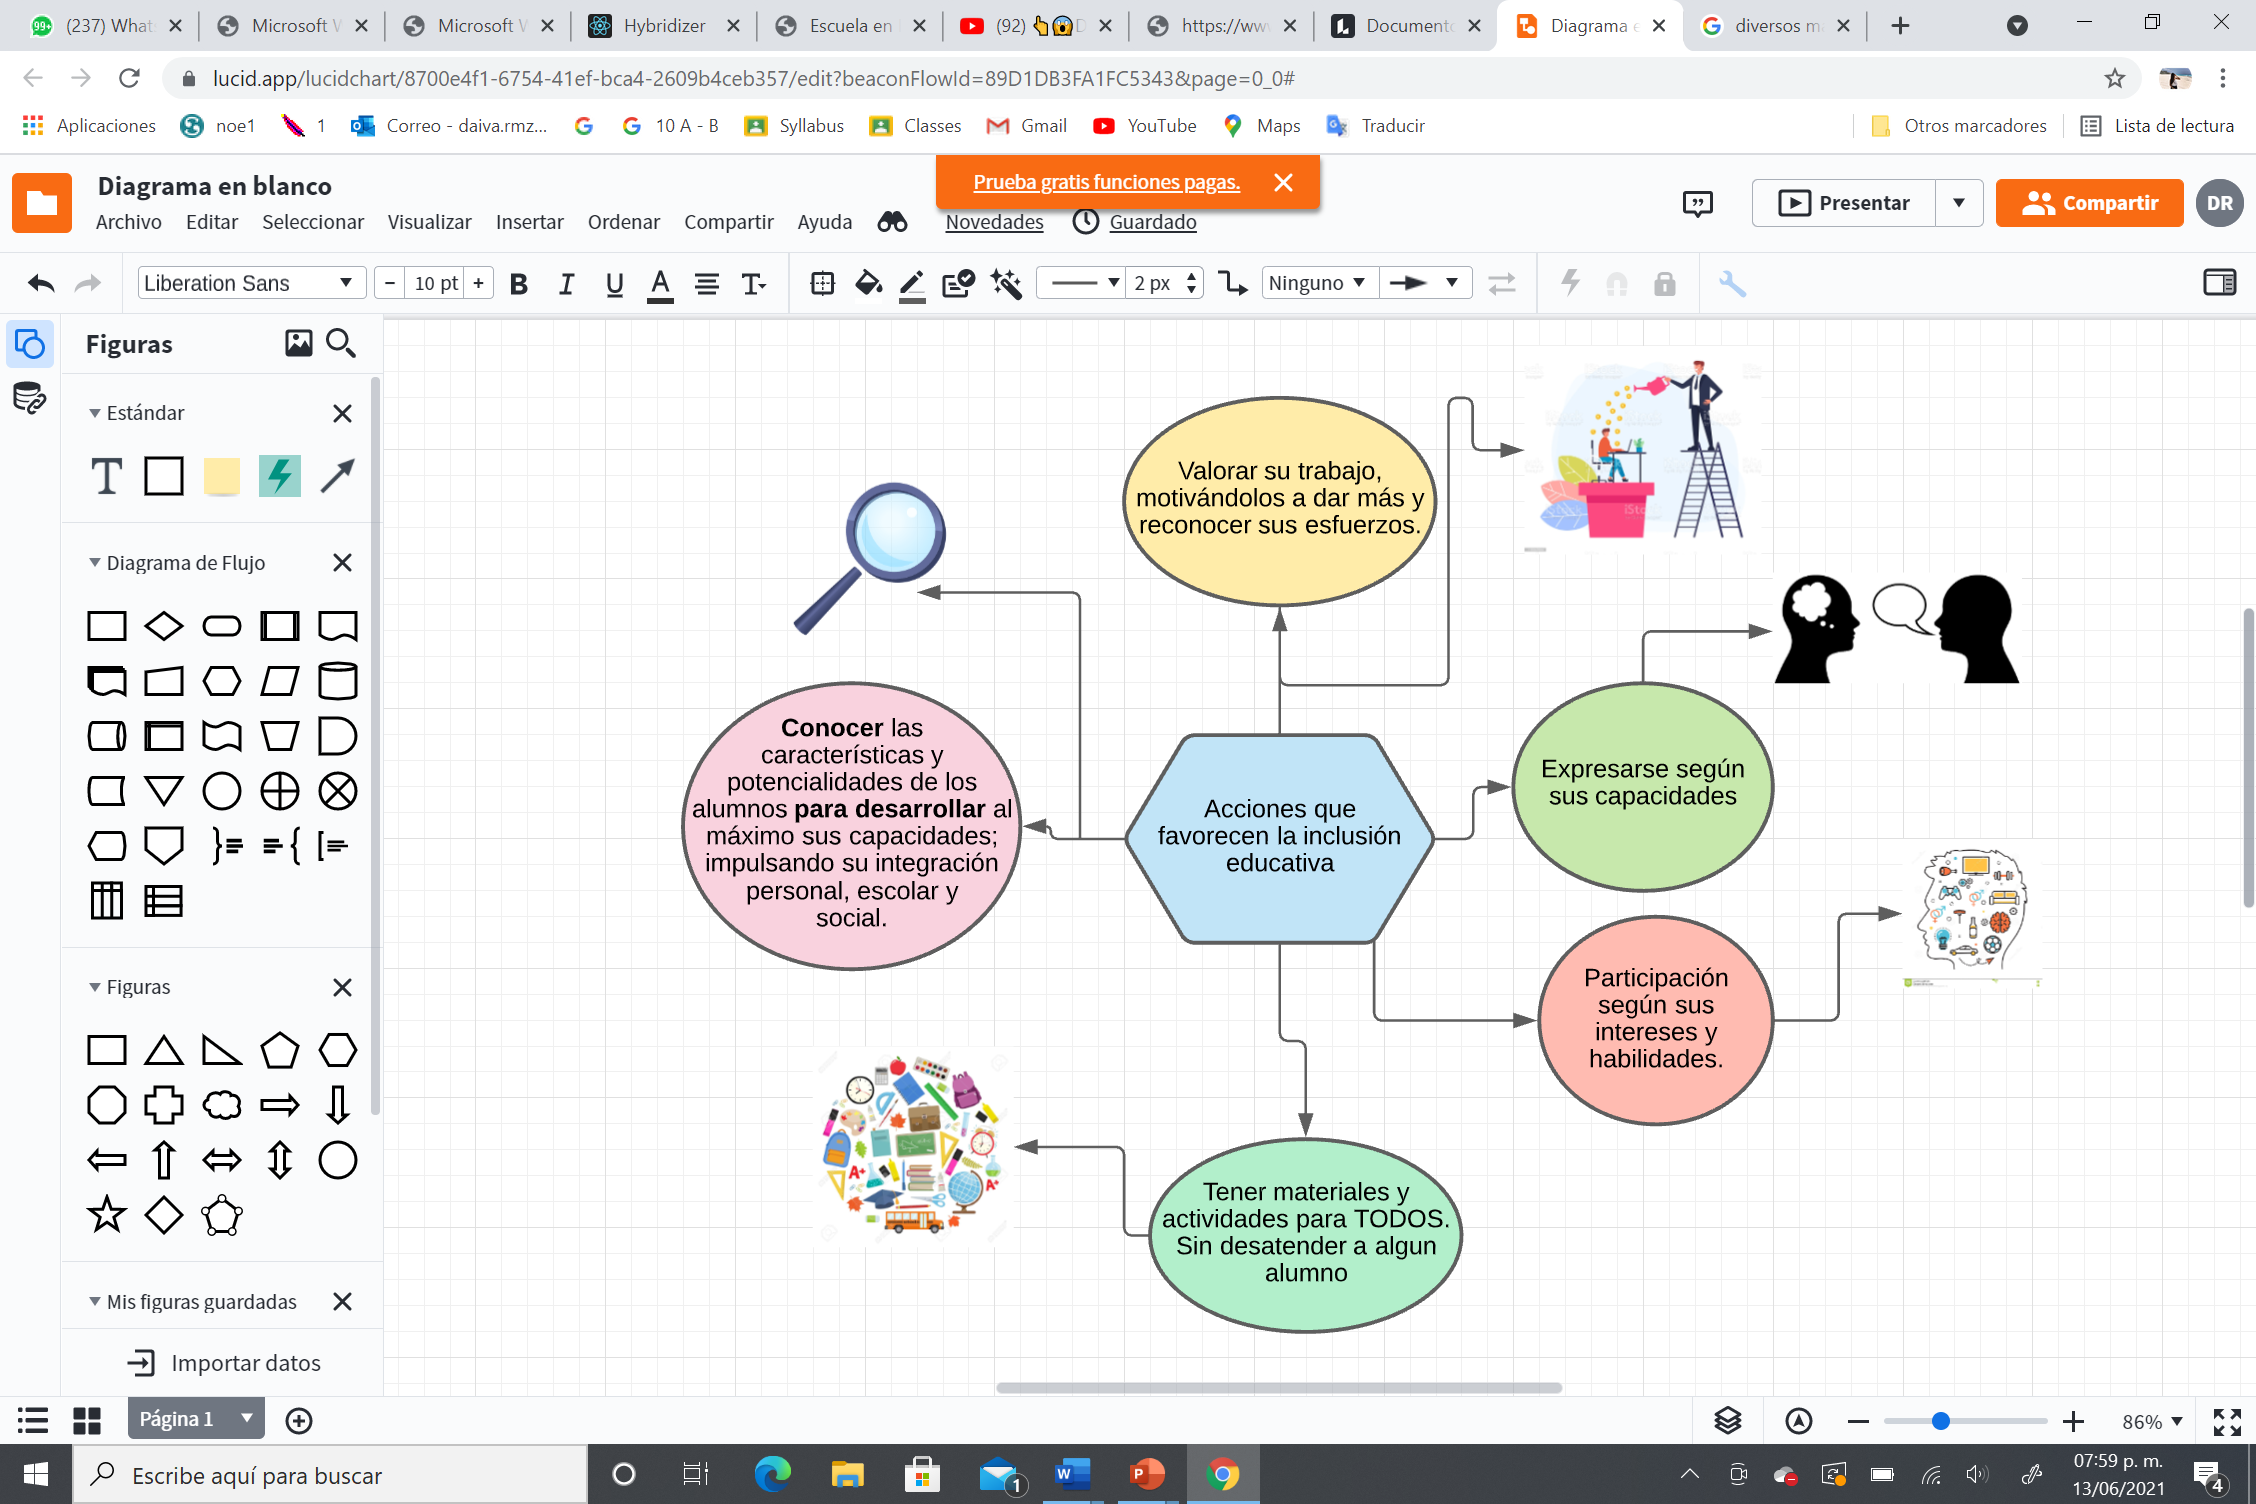 (237) What
Microsoft W
Microsoft W
Hybridizer
Escuela en
(92)
https://ww
Documento
Diagrama e
diversos m
lucid.app/lucidchart/8700e4f1-6754-41ef-bca4-2609b4ceb357/edit?beaconFlowId=89D1DB3FA1FC5343&page=0_0#
Aplicaciones
noe1
1
Correo - daiva.rmz...
10 A - B
Syllabus
Classes
Gmail
YouTube
Maps
Traducir
Otros marcadores
Lista de lectura
Diagrama en blanco
Prueba gratis funciones pagas.
Archivo Editar Seleccionar Visualizar Insertar Ordenar Compartir Ayuda
Novedades
Guardado
Presentar
Compartir
DR
Liberation Sans
− 10 pt +
B I U A T
2 px
Ninguno
Figuras
Estándar
T
Diagrama de Flujo
Figuras
Mis figuras guardadas
Importar datos
Valorar su trabajo,
motivándolos a dar más y
reconocer sus esfuerzos.
Conocer las
características y
potencialidades de los
alumnos para desarrollar al
máximo sus capacidades;
impulsando su integración
personal, escolar y
social.
Acciones que
favorecen la inclusión
educativa
Expresarse según
sus capacidades
Participación
según sus
intereses y
habilidades.
Tener materiales y
actividades para TODOS.
Sin desatender a algun
alumno
A+
A+
Página 1
86%
Escribe aquí para buscar
1
07:59 p. m.
13/06/2021
4